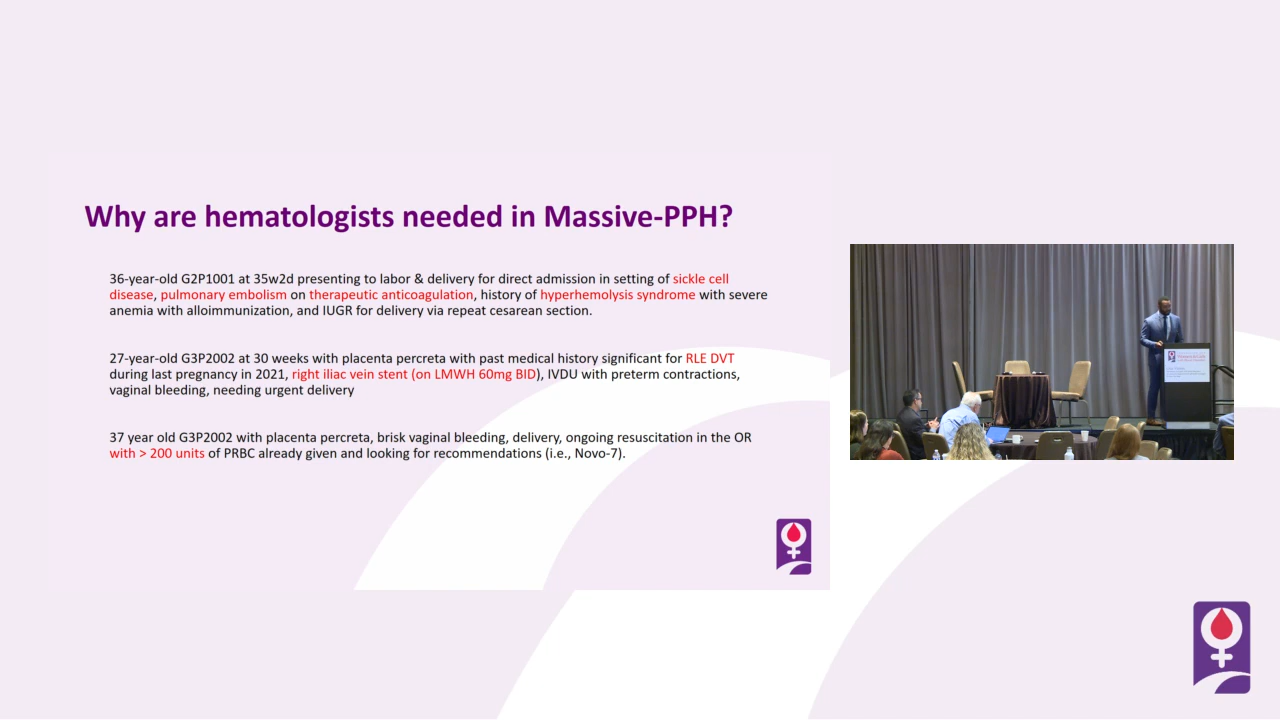 Why are hematologists needed in Massive-PPH?
36-year-old G2P1001 at 35w2d presenting to labor & delivery for direct admission in setting of sickle cell
disease, pulmonary embolism on therapeutic anticoagulation, history of hyperhemolysis syndrome with severe
anemia with alloimmunization, and IUGR for delivery via repeat cesarean section.
27-year-old G3P2002 at 30 weeks with placenta percreta with past medical history significant for RLE DVT
during last pregnancy in 2021, right iliac vein stent (on LMWH 60mg BID), IVDU with preterm contractions,
vaginal bleeding, needing urgent delivery
37 year old G3P2002 with placenta percreta, brisk vaginal bleeding, delivery, ongoing resuscitation in the OR
with > 200 units of PRBC already given and looking for recommendations (i.e., Novo-7).